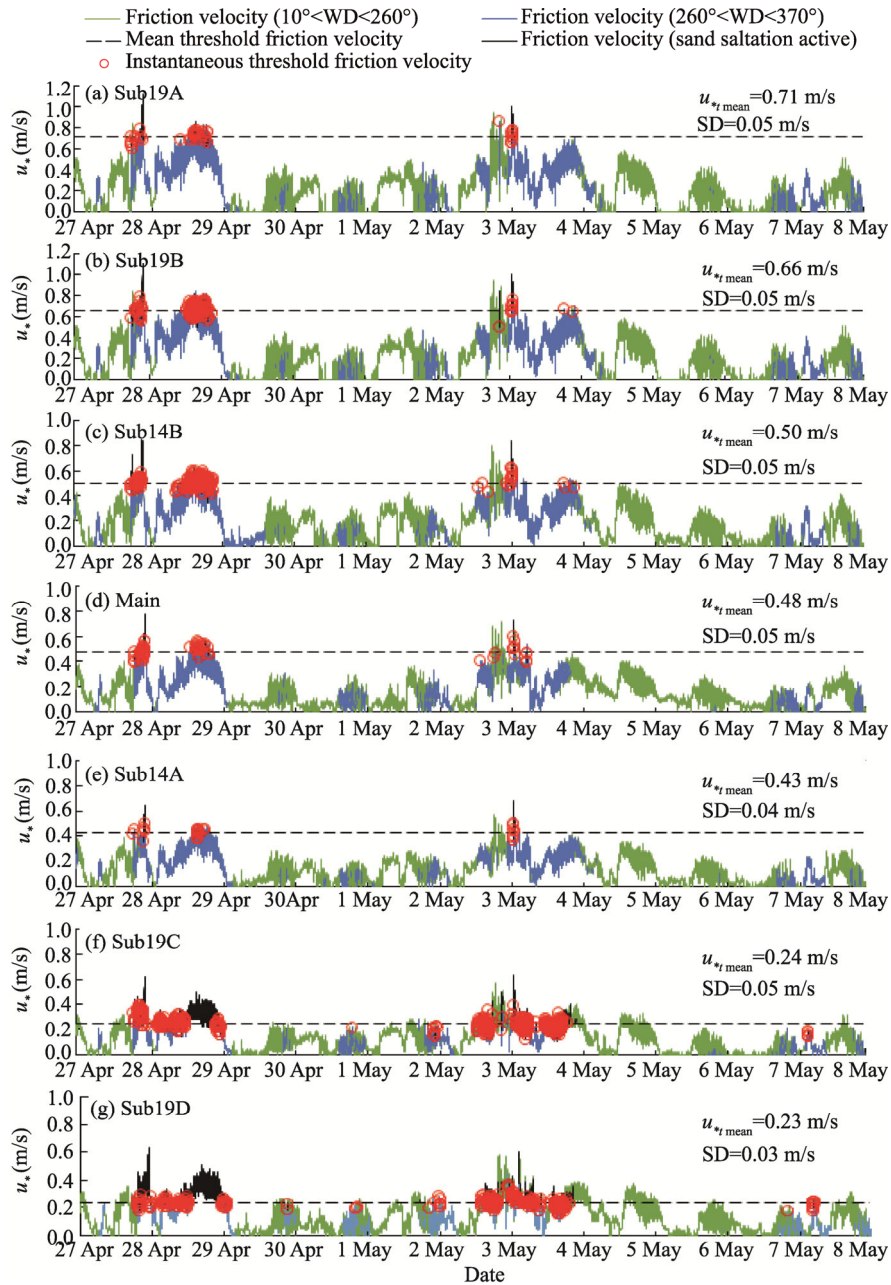 Friction velocity (10°<WD<260°) Friction velocity (260°<WD<370°)
Mean threshold friction velocity Friction velocity (sand saltation active)
Instantaneous threshold friction velocity
(a) Sub19A
u*t mean=0.71 m/s
SD=0.05 m/s
u* (m/s)
1.2
1.0
0.8
0.6
0.4
0.2
0.0
27 Apr 28 Apr 29 Apr 30 Apr 1 May 2 May 3 May 4 May 5 May 6 May 7 May 8 May
(b) Sub19B
u*t mean=0.66 m/s
SD=0.05 m/s
u* (m/s)
1.2
1.0
0.8
0.6
0.4
0.2
0.0
27 Apr 28 Apr 29 Apr 30 Apr 1 May 2 May 3 May 4 May 5 May 6 May 7 May 8 May
(c) Sub14B
u*t mean=0.50 m/s
SD=0.05 m/s
u* (m/s)
1.0
0.8
0.6
0.4
0.2
0.0
27 Apr 28 Apr 29 Apr 30 Apr 1 May 2 May 3 May 4 May 5 May 6 May 7 May 8 May
(d) Main
u*t mean=0.48 m/s
SD=0.05 m/s
u* (m/s)
1.0
0.8
0.6
0.4
0.2
0.0
27 Apr 28 Apr 29 Apr 30 Apr 1 May 2 May 3 May 4 May 5 May 6 May 7 May 8 May
(e) Sub14A
u*t mean=0.43 m/s
SD=0.04 m/s
u* (m/s)
1.0
0.8
0.6
0.4
0.2
0.0
27 Apr 28 Apr 29 Apr 30 Apr 1 May 2 May 3 May 4 May 5 May 6 May 7 May 8 May
(f) Sub19C
u*t mean=0.24 m/s
SD=0.05 m/s
u* (m/s)
1.0
0.8
0.6
0.4
0.2
0.0
27 Apr 28 Apr 29 Apr 30 Apr 1 May 2 May 3 May 4 May 5 May 6 May 7 May 8 May
(g) Sub19D
u*t mean=0.23 m/s
SD=0.03 m/s
u* (m/s)
1.0
0.8
0.6
0.4
0.2
0.0
27 Apr 28 Apr 29 Apr 30 Apr 1 May 2 May 3 May 4 May 5 May 6 May 7 May 8 May
Date